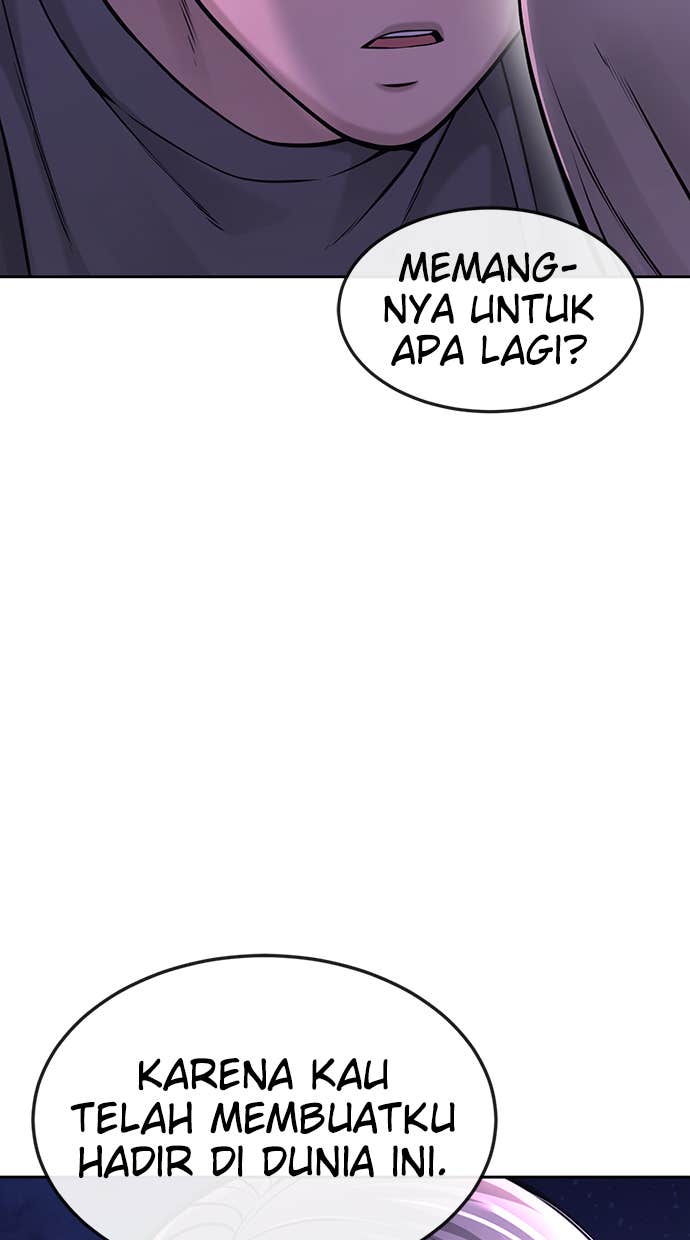 MEMANG-
NYA UNTUK
APA LAGI?
KARENA KAU
TELAH MEMBUATKU
HADIR DI DUNIA INI.